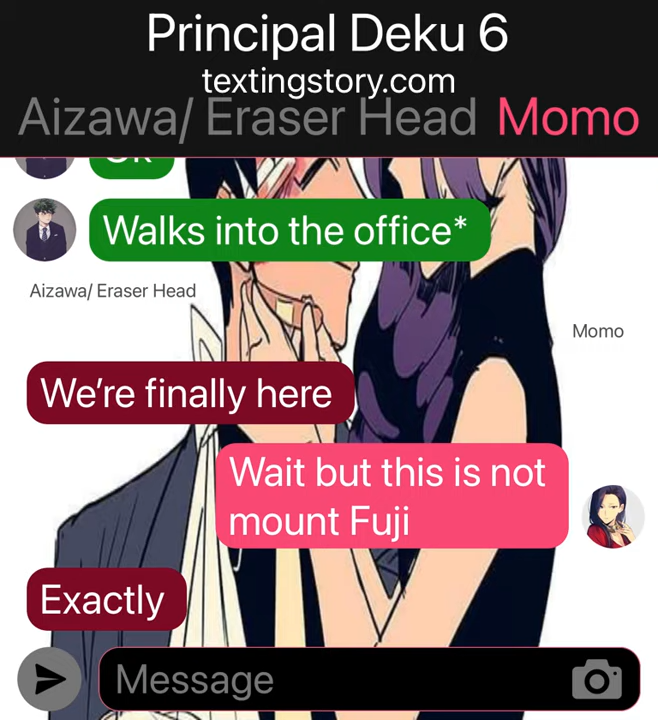 Principal Deku 6
textingstory.com
Aizawa/ Eraser Head Momo
Ok
Walks into the office*
Aizawa/ Eraser Head
Momo
We're finally here
Wait but this is not
mount Fuji
Exactly
Message